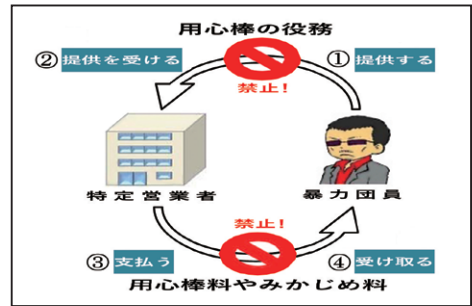 用心棒の役務
②提供を受ける
①提供する
禁止!
特定営業者
暴力団員
禁止!
③支払う
④受け取る
用心棒料やみかじめ料